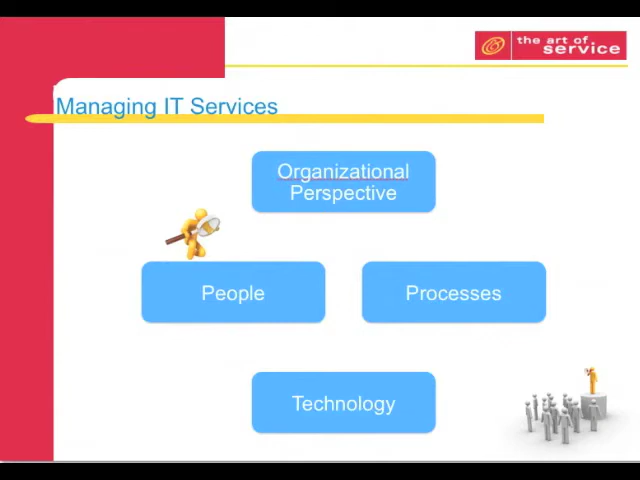 the art of
service
Managing IT Services
Organizational
Perspective
People
Processes
Technology